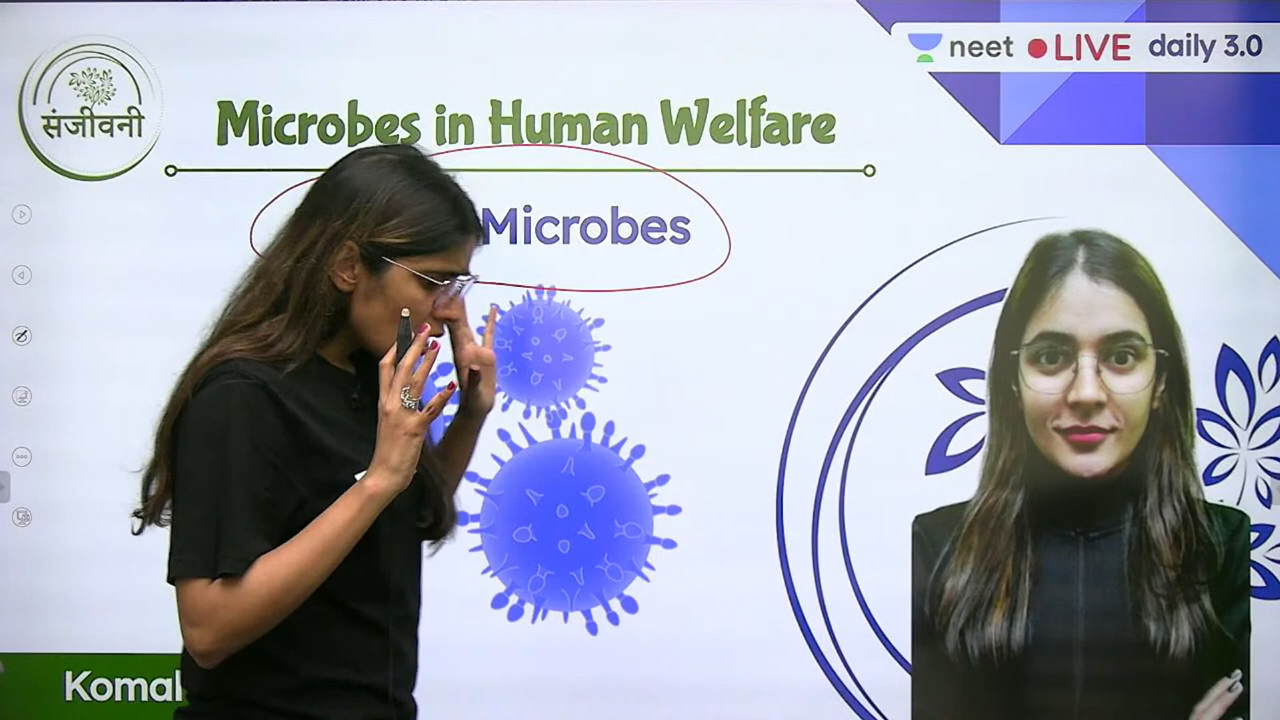 neet LIVE daily 3.0
संजीवनी
Microbes in Human Welfare
Microbes
Komal